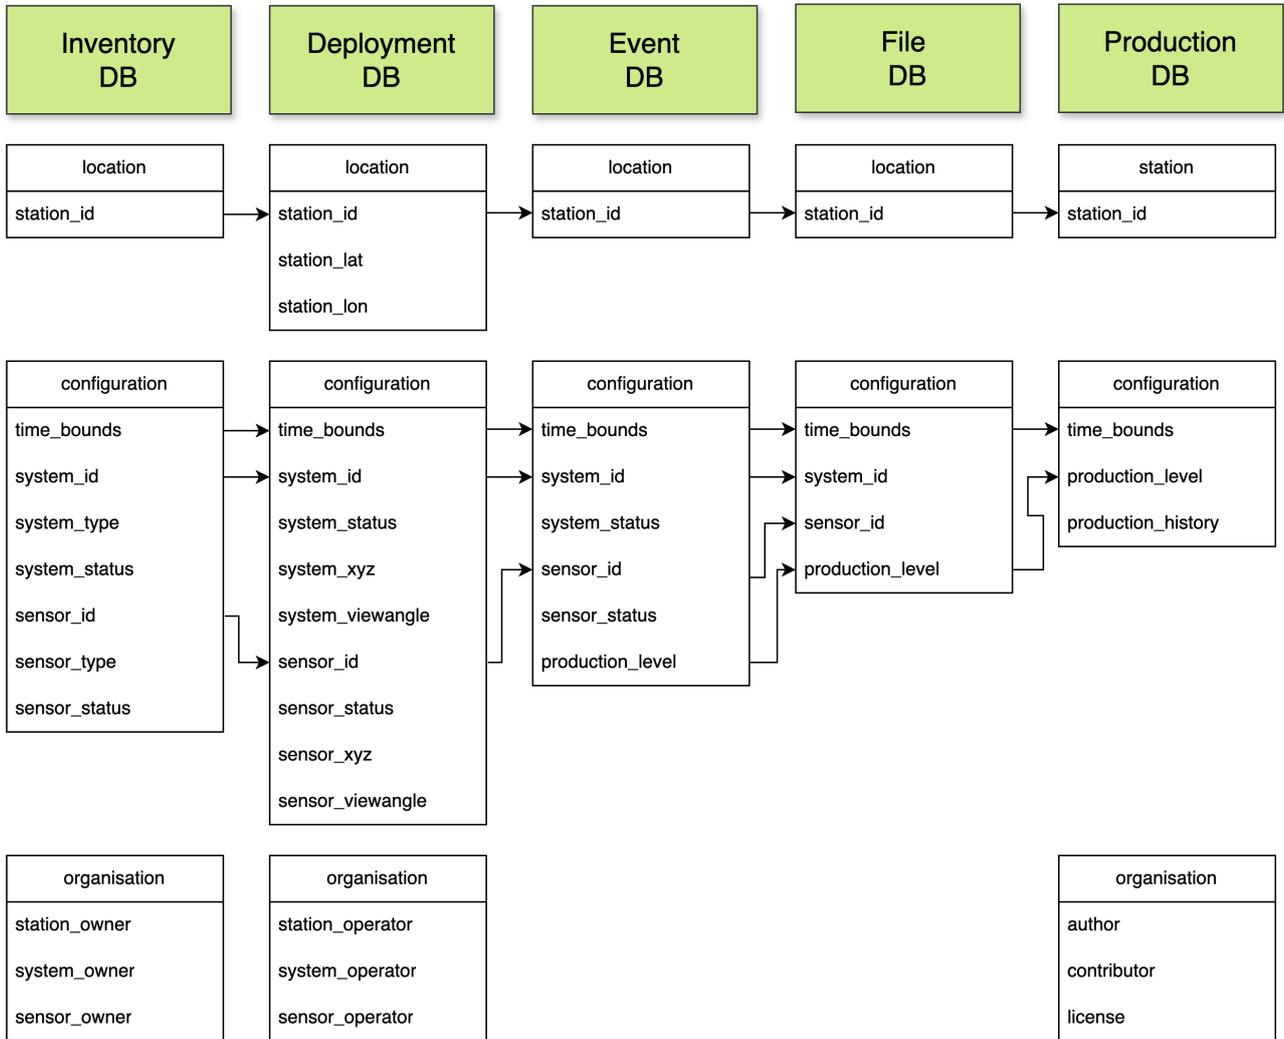 Inventory
DB
Deployment
DB
Event
DB
File
DB
Production
DB
location
station_id
location
station_id
station_lat
station_lon
location
station_id
location
station_id
station
station_id
configuration
time_bounds
system_id
system_type
system_status
sensor_id
sensor_type
sensor_status
configuration
time_bounds
system_id
system_status
system_xyz
system_viewangle
sensor_id
sensor_status
sensor_xyz
sensor_viewangle
configuration
time_bounds
system_id
system_status
sensor_id
sensor_status
production_level
configuration
time_bounds
system_id
sensor_id
production_level
configuration
time_bounds
production_level
production_history
organisation
station_owner
system_owner
sensor_owner
organisation
station_operator
system_operator
sensor_operator
organisation
author
contributor
license